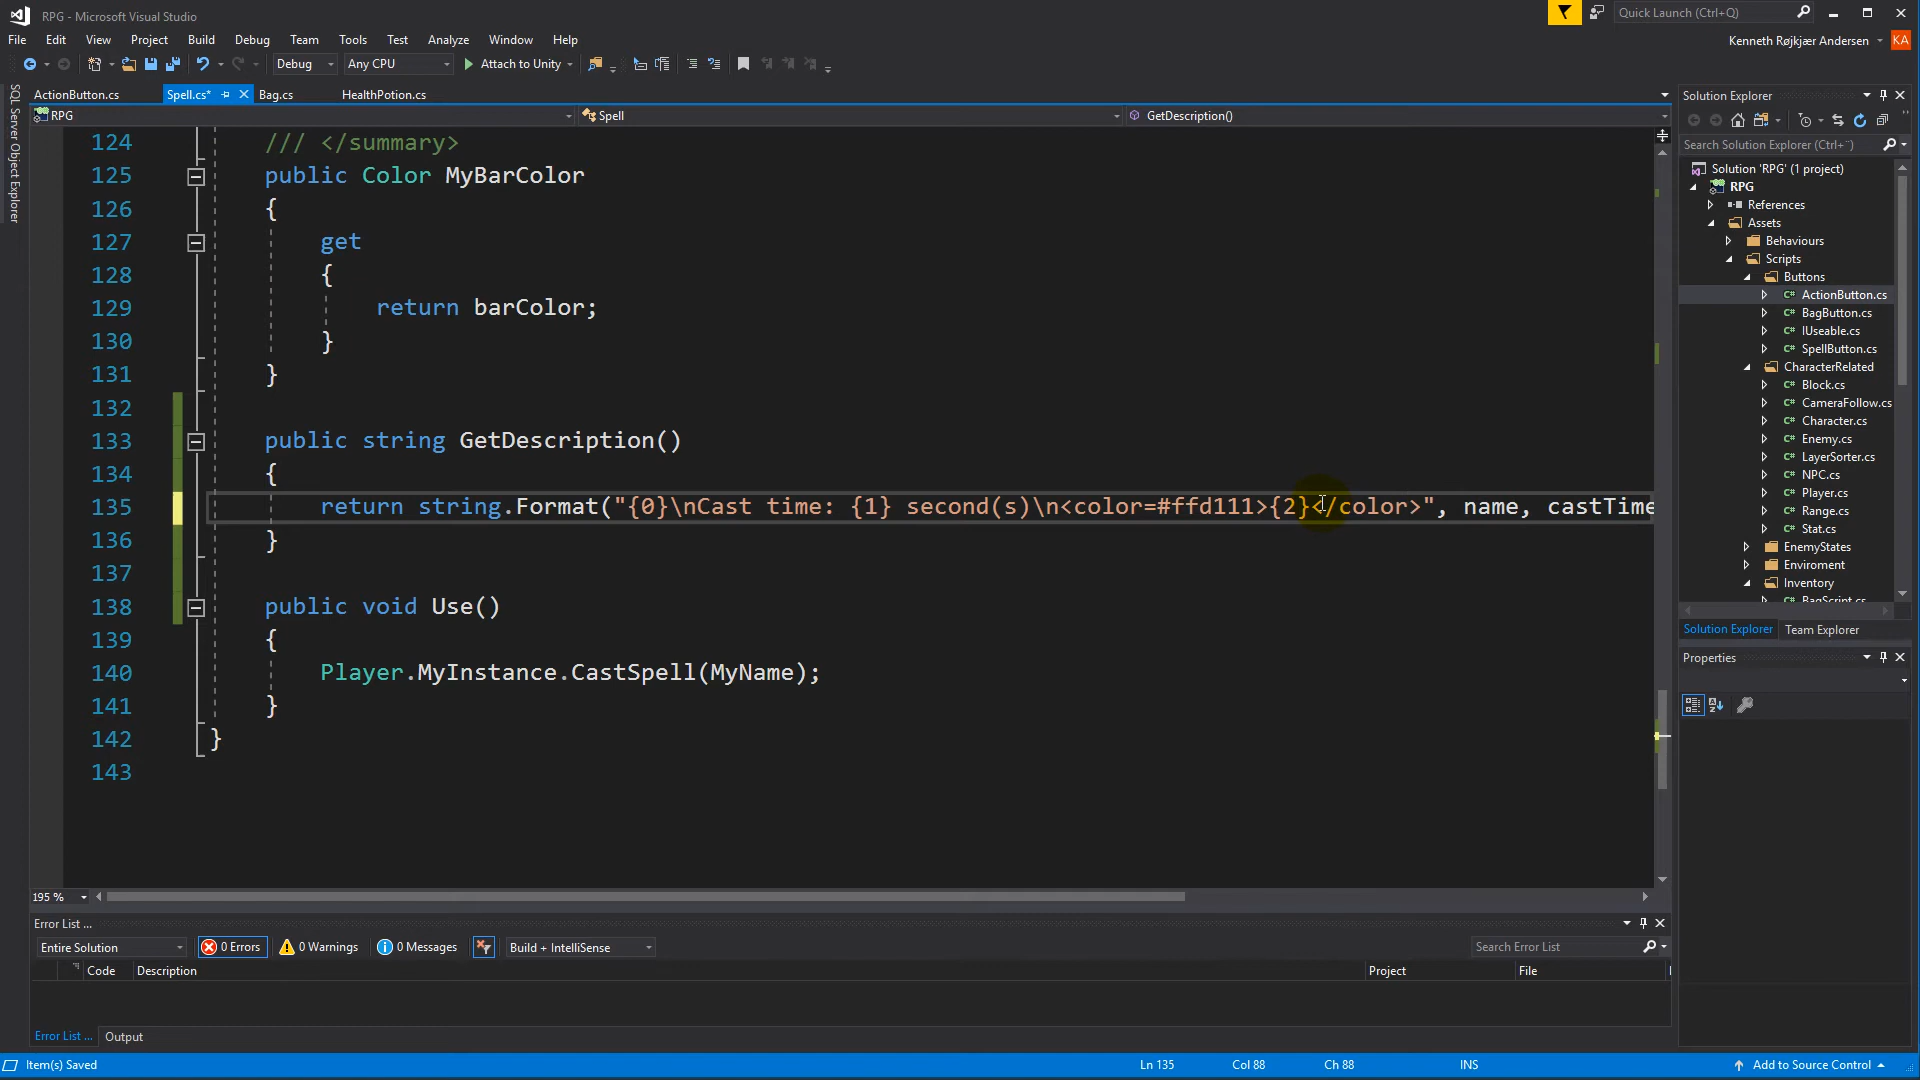 RPG - Microsoft Visual Studio
Quick Launch (Ctrl+Q)
File Edit View Project Build Debug Team Tools Test Analyze Window Help
Kenneth Røjkjær Andersen KA
Debug Any CPU Attach to Unity
SQL Server Object Explorer
ActionButton.cs Spell.cs* Bag.cs HealthPotion.cs
RPG Spell GetDescription()
124 /// </summary>
125 public Color MyBarColor
126 {
127 get
128 {
129 return barColor;
130 }
131 }
132
133 public string GetDescription()
134 {
135 return string.Format("{0}\nCast time: {1} second(s)\n<color=#ffd111>{2}</color>", name, castTime
136 }
137
138 public void Use()
139 {
140 Player.MyInstance.CastSpell(MyName);
141 }
142 }
143
195 %
Solution Explorer
Search Solution Explorer (Ctrl+¨)
Solution 'RPG' (1 project)
RPG
References
Assets
Behaviours
Scripts
Buttons
C# ActionButton.cs
C# BagButton.cs
C# IUseable.cs
C# SpellButton.cs
CharacterRelated
C# Block.cs
C# CameraFollow.cs
C# Character.cs
C# Enemy.cs
C# LayerSorter.cs
C# NPC.cs
C# Player.cs
C# Range.cs
C# Stat.cs
EnemyStates
Enviroment
Inventory
C# BagScript.cs
Solution Explorer Team Explorer
Properties
Error List ...
Entire Solution 0 Errors 0 Warnings 0 Messages Build + IntelliSense Search Error List
Code Description Project File
Error List ... Output
Item(s) Saved Ln 135 Col 88 Ch 88 INS Add to Source Control